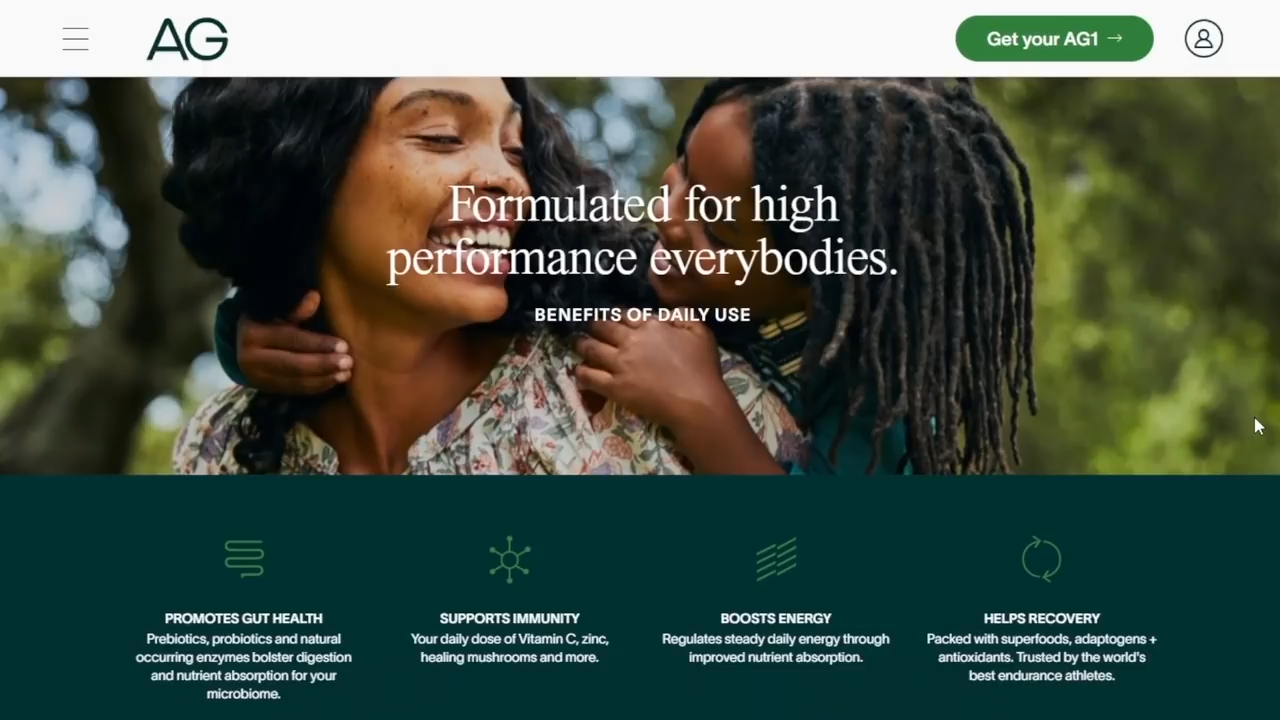 AG
Get your AG1 →
Formulated for high
performance everybodies.
BENEFITS OF DAILY USE
PROMOTES GUT HEALTH
Prebiotics, probiotics and natural
occurring enzymes bolster digestion
and nutrient absorption for your
microbiome.
SUPPORTS IMMUNITY
Your daily dose of Vitamin C, zinc,
healing mushrooms and more.
BOOSTS ENERGY
Regulates steady daily energy through
improved nutrient absorption.
HELPS RECOVERY
Packed with superfoods, adaptogens +
antioxidants. Trusted by the world's
best endurance athletes.